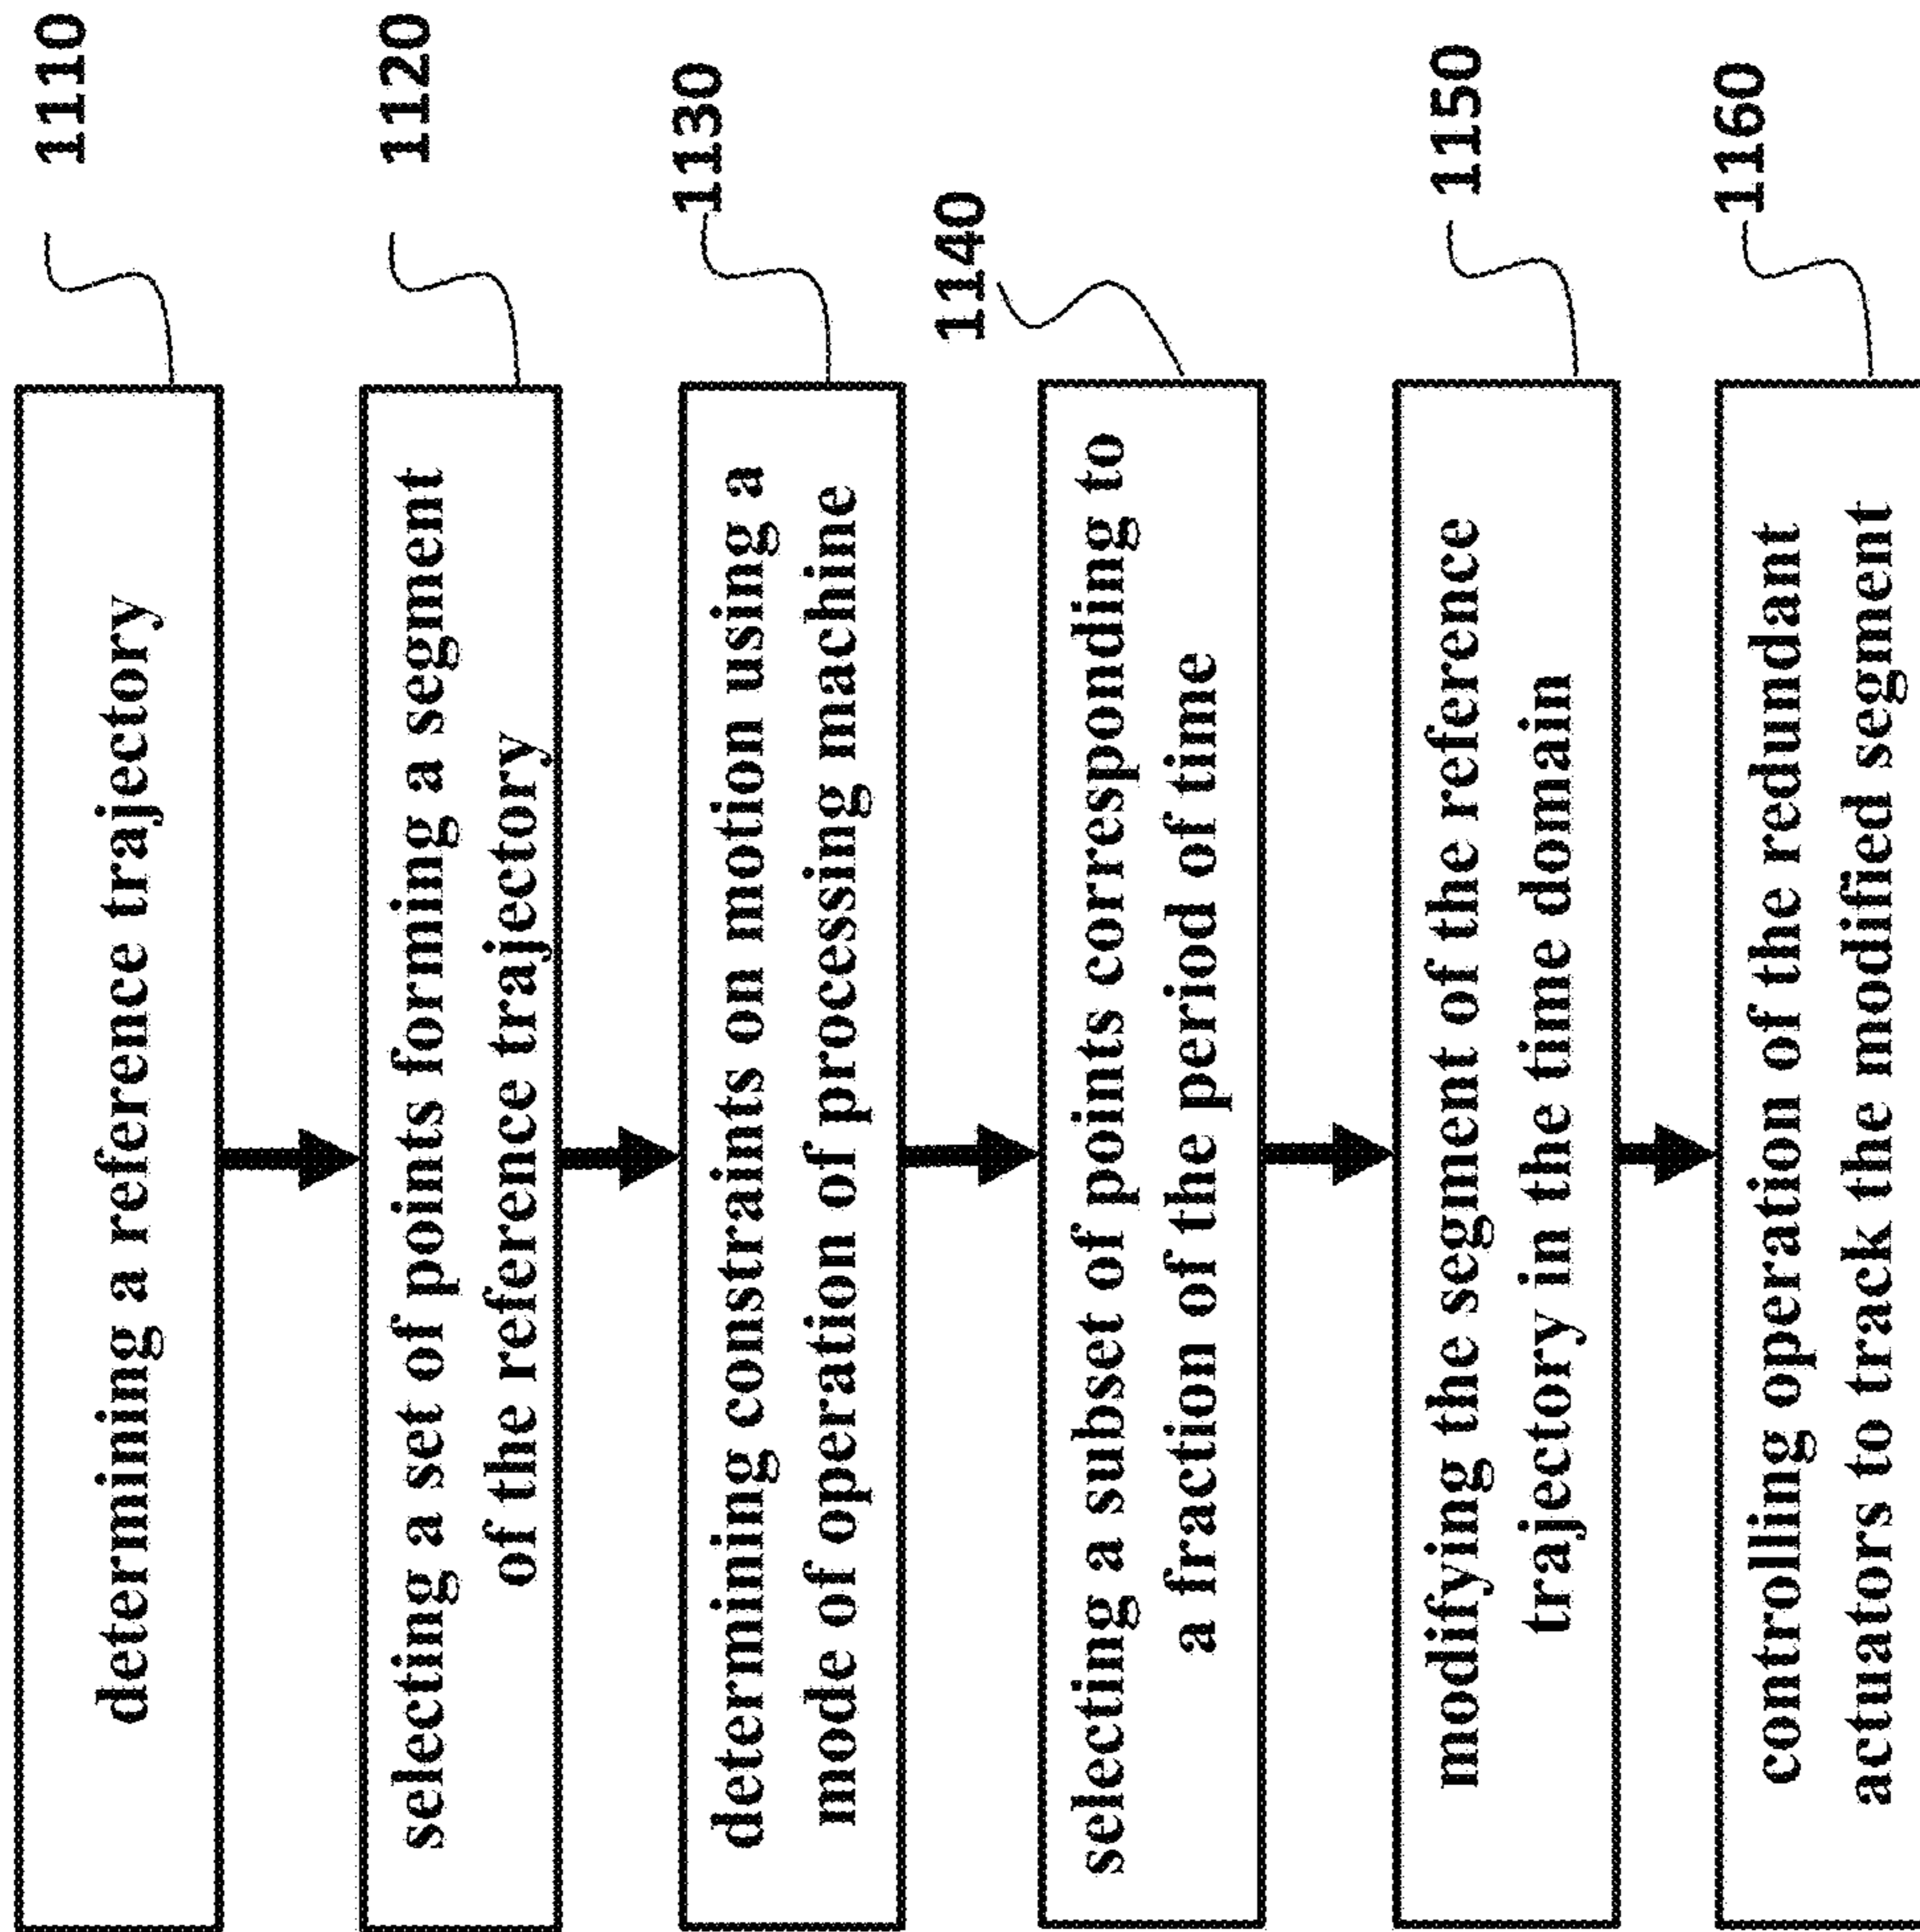 determining a reference trajectory
1110
selecting a set of points forming a segment
of the reference trajectory
1120
determining constraints on motion using a
mode of operation of processing machine
1130
selecting a subset of points corresponding to
a fraction of the period of time
1140
modifying the segment of the reference
trajectory in the time domain
1150
controlling operation of the redundant
actuators to track the modified segment
1160